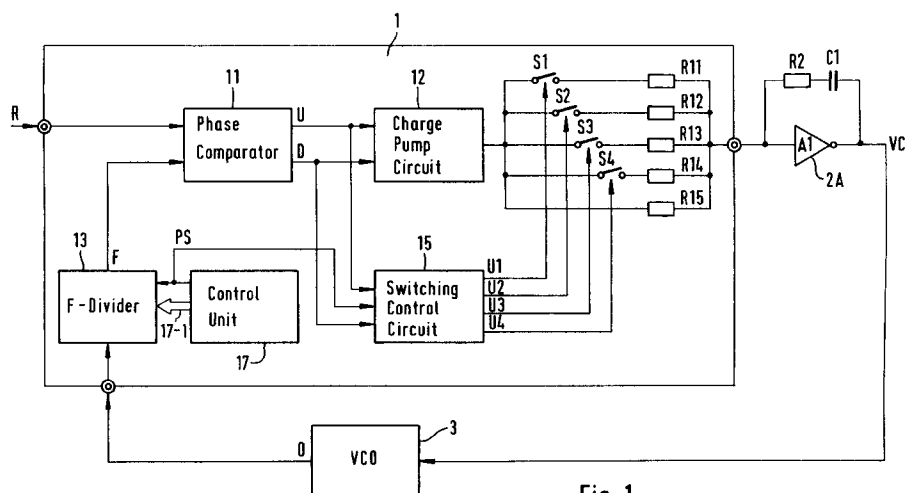 1
S1
R11
R2
C1
11
12
S2
R12
R
Phase
Comparator
U
D
Charge
Pump
Circuit
S3
R13
A1
VC
S4
R14
2A
R15
F
PS
13
15
F-Divider
Control
Unit
Switching
Control
Circuit
U1
U2
U3
U4
17-1
17
3
O
VCO
Fig. 1